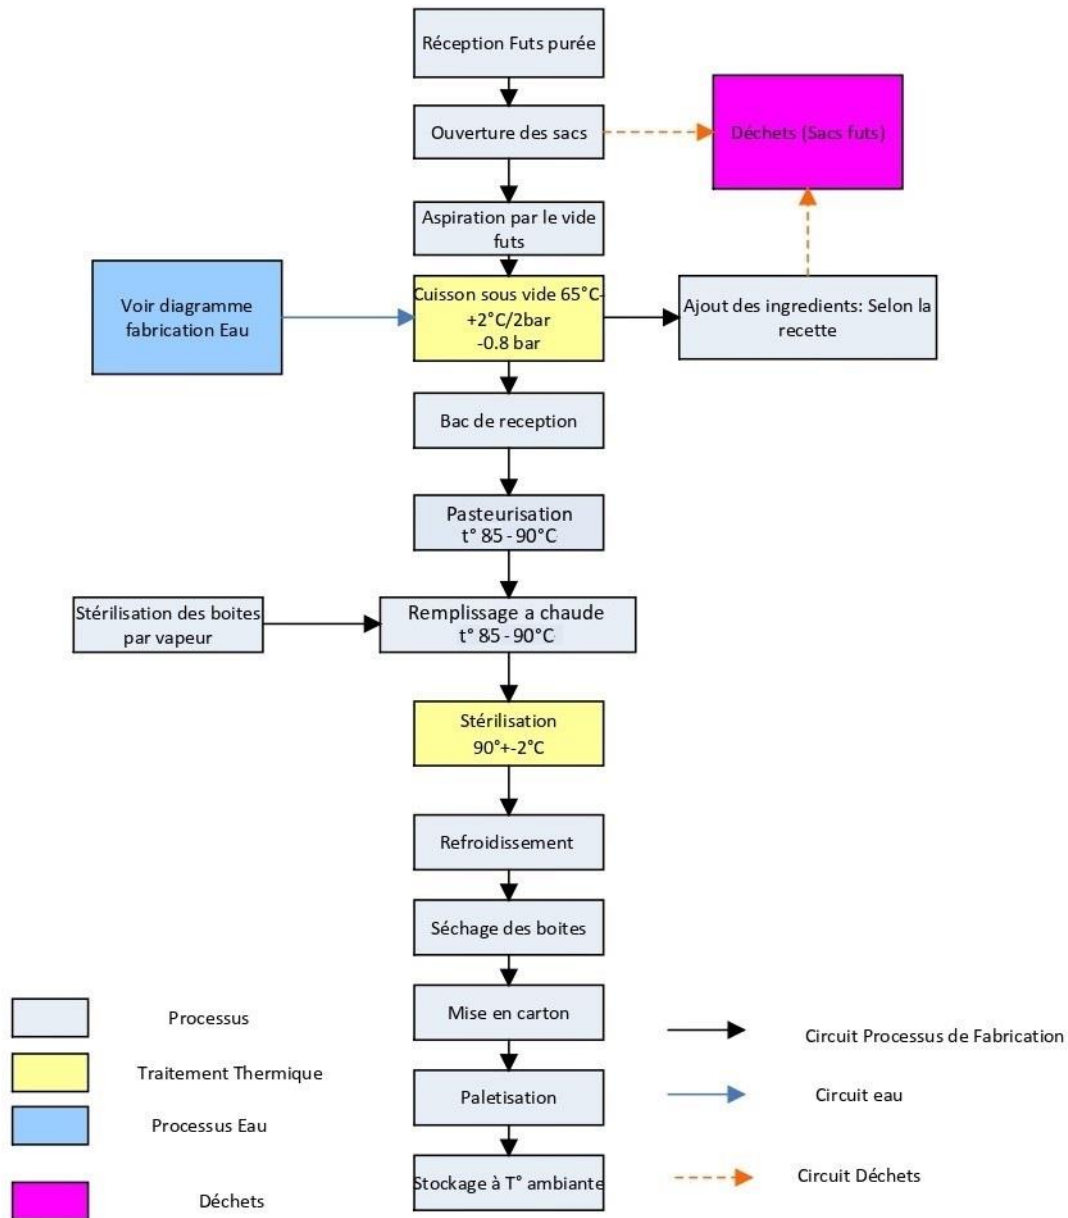 Réception Futs purée
Ouverture des sacs
Déchets (Sacs futs)
Aspiration par le vide
futs
Voir diagramme
fabrication Eau
Cuisson sous vide 65°C-
+2°C/2bar
-0.8 bar
Ajout des ingredients: Selon la
recette
Bac de reception
Pasteurisation
t° 85 - 90°C
Stérilisation des boites
par vapeur
Remplissage a chaude
t° 85 - 90°C
Stérilisation
90°+-2°C
Refroidissement
Séchage des boites
Mise en carton
Paletisation
Stockage à T° ambiante
Processus
Traitement Thermique
Processus Eau
Déchets
Circuit Processus de Fabrication
Circuit eau
Circuit Déchets